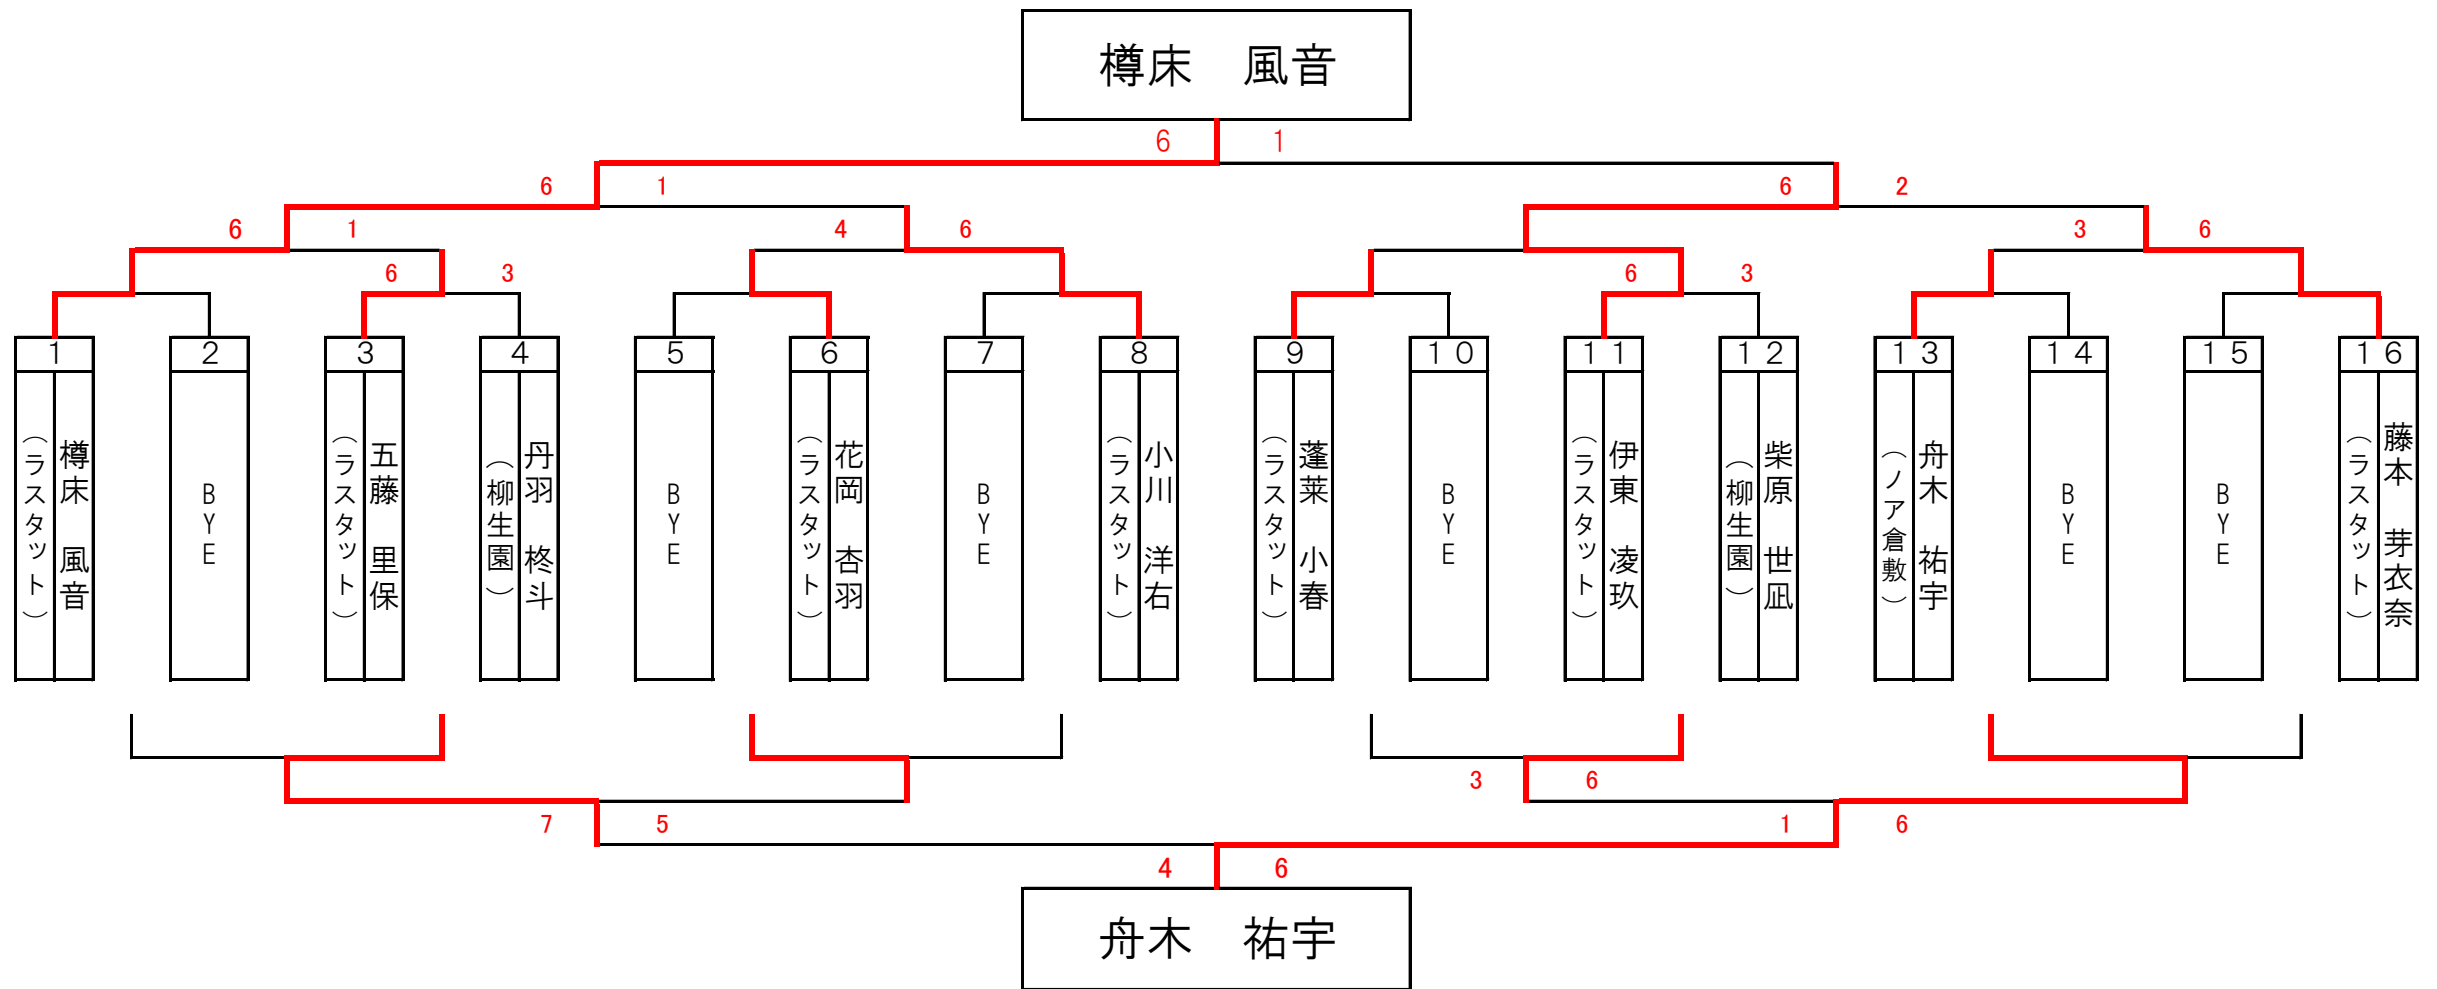 樽床　風音
6 1
6 1 6 2
6 1 4 6 3 6
6 3 6 3
1 2 3 4 5 6 7 8 9 10 11 12 13 14 15 16
樽床　風音
（ラスタット）
BYE
五藤　里保
（ラスタット）
丹羽　柊斗
（柳生園）
BYE
花岡　杏羽
（ラスタット）
BYE
小川　洋右
（ラスタット）
蓬莱　小春
（ラスタット）
BYE
伊東　凌玖
（ラスタット）
柴原　世凪
（柳生園）
舟木　祐宇
（ノア倉敷）
BYE
BYE
藤本　芽衣奈
（ラスタット）
3 6
7 5 1 6
4 6
舟木　祐宇